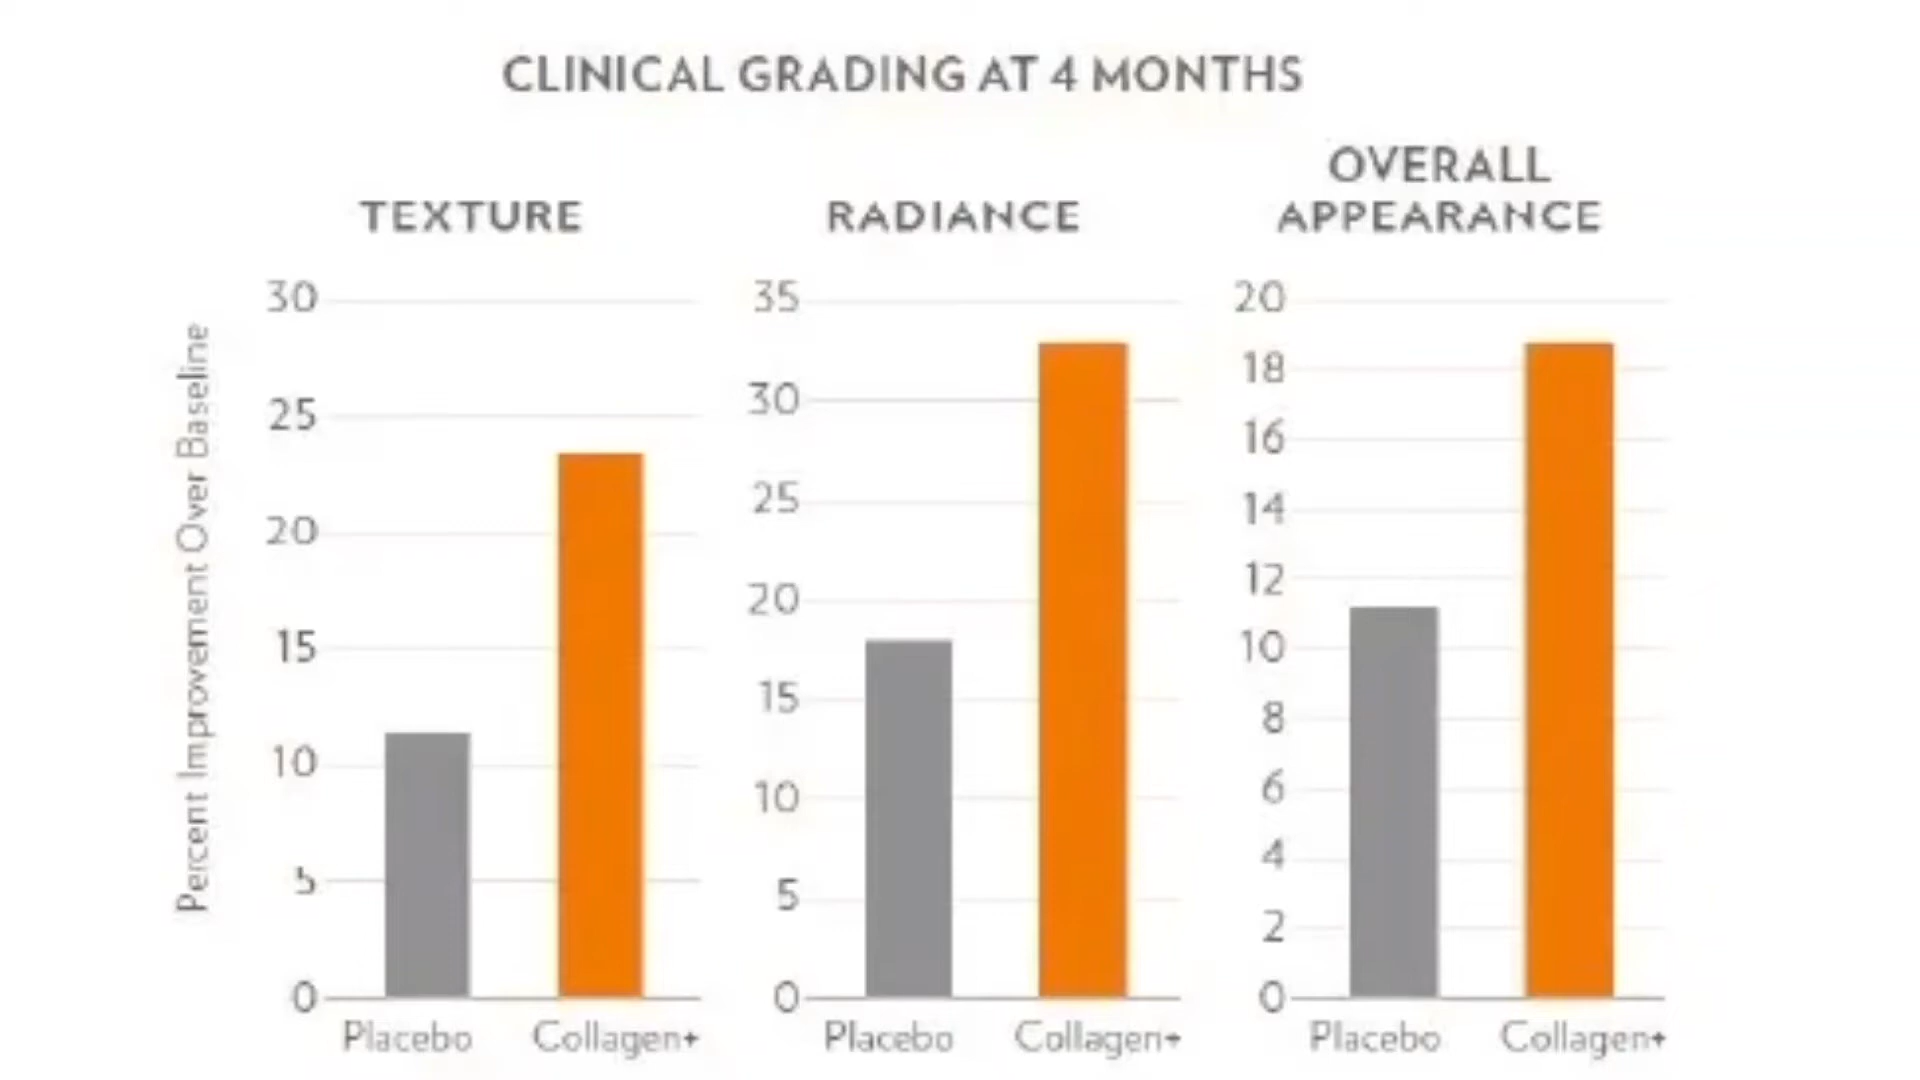 CLINICAL GRADING AT 4 MONTHS
TEXTURE
RADIANCE
OVERALL
APPEARANCE
Percent Improvement Over Baseline
30
25
20
15
10
5
0
Placebo Collagen+
35
30
25
20
15
10
5
0
Placebo Collagen+
20
18
16
14
12
10
8
6
4
2
0
Placebo Collagen+